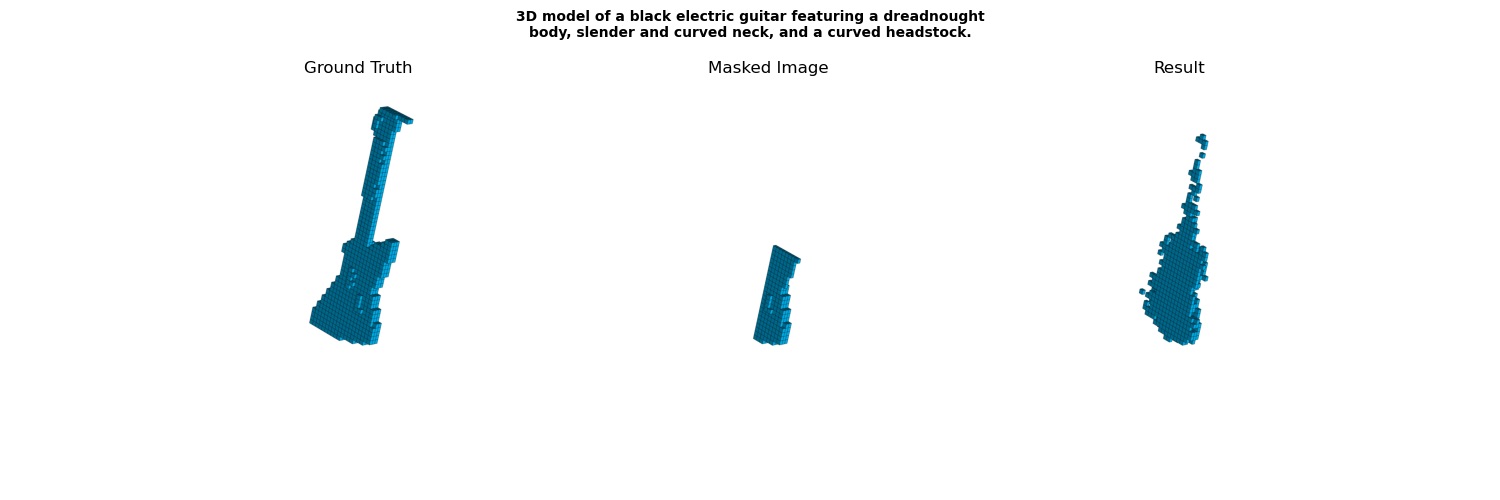 3D model of a black electric guitar featuring a dreadnought
body, slender and curved neck, and a curved headstock.
Ground Truth
Masked Image
Result